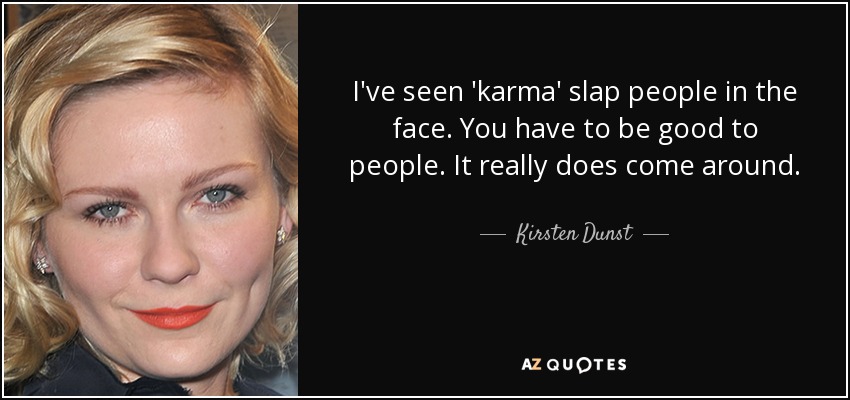 I've seen 'karma' slap people in the
face. You have to be good to
people. It really does come around.
Kirsten Dunst
AZ QUOTES